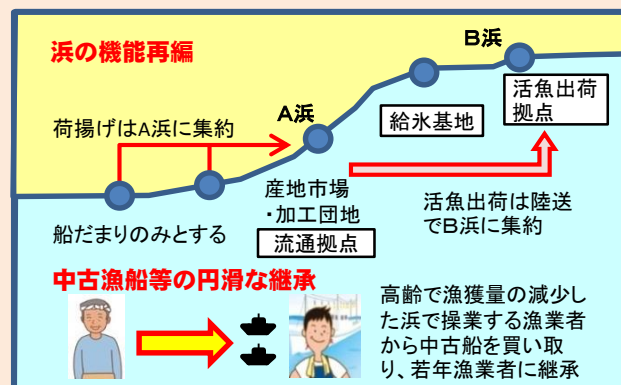 浜の機能再編
B浜
活魚出荷
拠点
A浜
給氷基地
荷揚げはA浜に集約
産地市場
・加工団地
流通拠点
活魚出荷は陸送
でB浜に集約
船だまりのみとする
中古漁船等の円滑な継承
高齢で漁獲量の減少し
た浜で操業する漁業者
から中古船を買い取
り、若年漁業者に継承